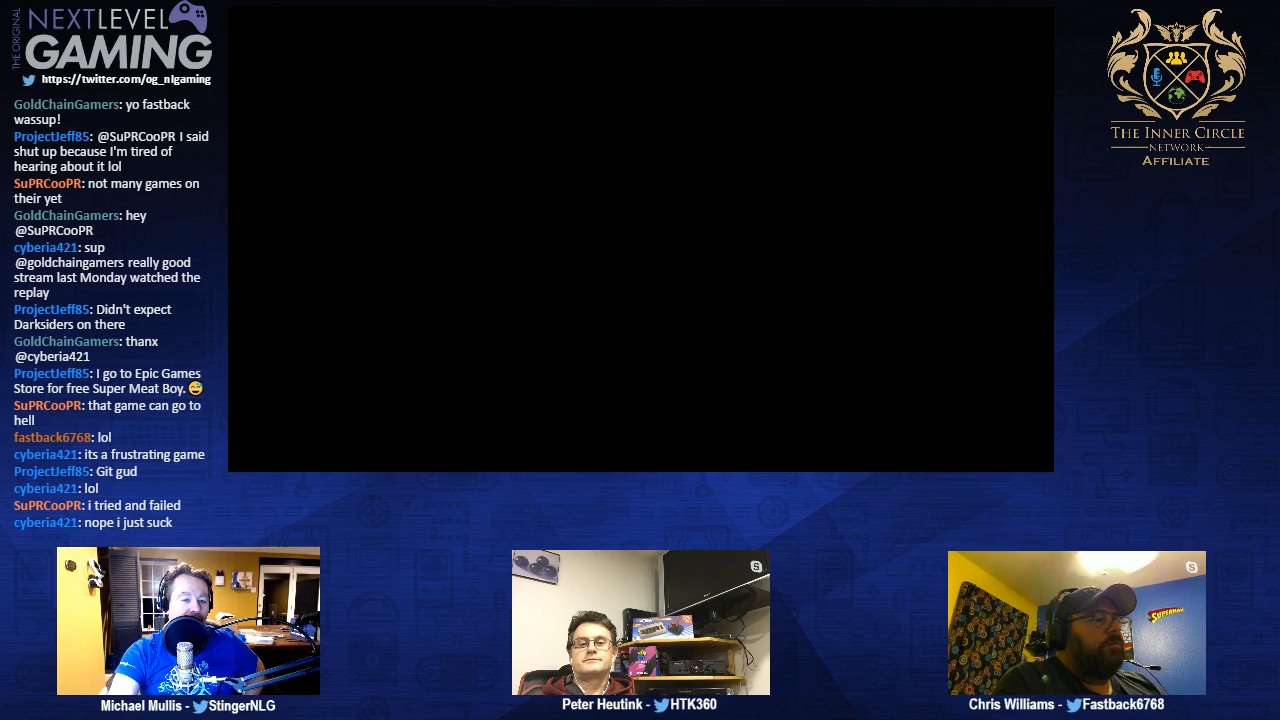 THE ORIGINAL
NEXTLEVEL
GAMING
https://twitter.com/og_nlgaming
GoldChainGamers: yo fastback
wassup!
ProjectJeff85: @SuPRCooPR I said
shut up because I'm tired of
hearing about it lol
SuPRCooPR: not many games on
their yet
GoldChainGamers: hey
@SuPRCooPR
cyberia421: sup
@goldchaingamers really good
stream last Monday watched the
replay
ProjectJeff85: Didn't expect
Darksiders on there
GoldChainGamers: thanx
@cyberia421
ProjectJeff85: I go to Epic Games
Store for free Super Meat Boy. 😅
SuPRCooPR: that game can go to
hell
fastback6768: lol
cyberia421: its a frustrating game
ProjectJeff85: Git gud
cyberia421: lol
SuPRCooPR: i tried and failed
cyberia421: nope i just suck
THE INNER CIRCLE
NETWORK
AFFILIATE
SUPERMAN
Michael Mullis - StingerNLG
Peter Heutink - HTK360
Chris Williams - Fastback6768